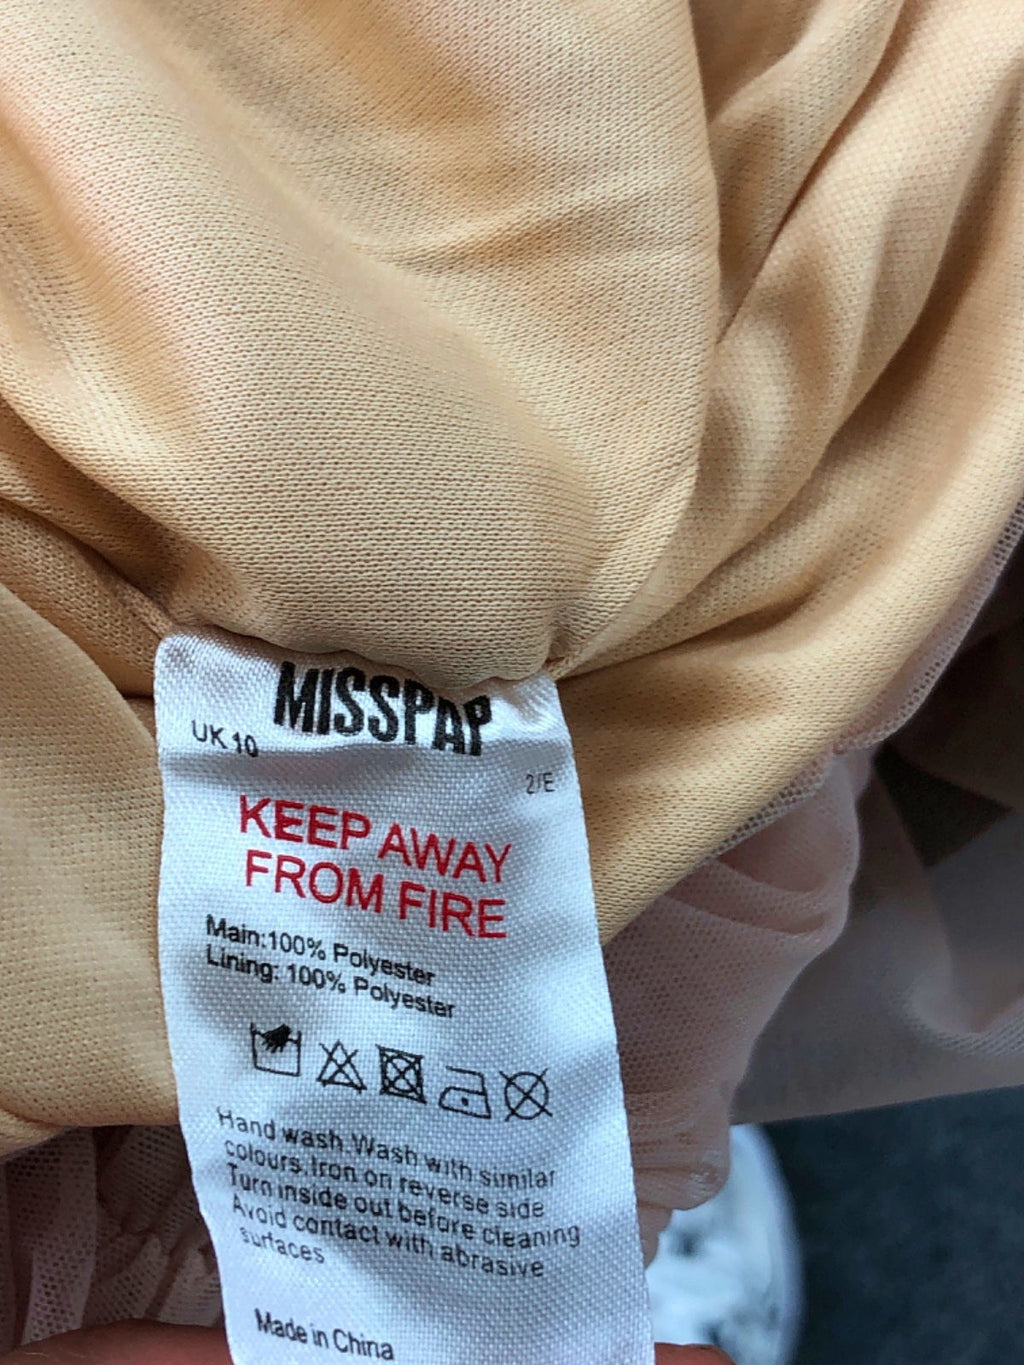 MISSPAP
UK 10
2/E
KEEP AWAY
FROM FIRE
Main:100% Polyester
Lining: 100% Polyester
Hand wash.Wash with similar
colours.Iron on reverse side
Turn inside out before cleaning
Avoid contact with abrasive
surfaces
Made in China